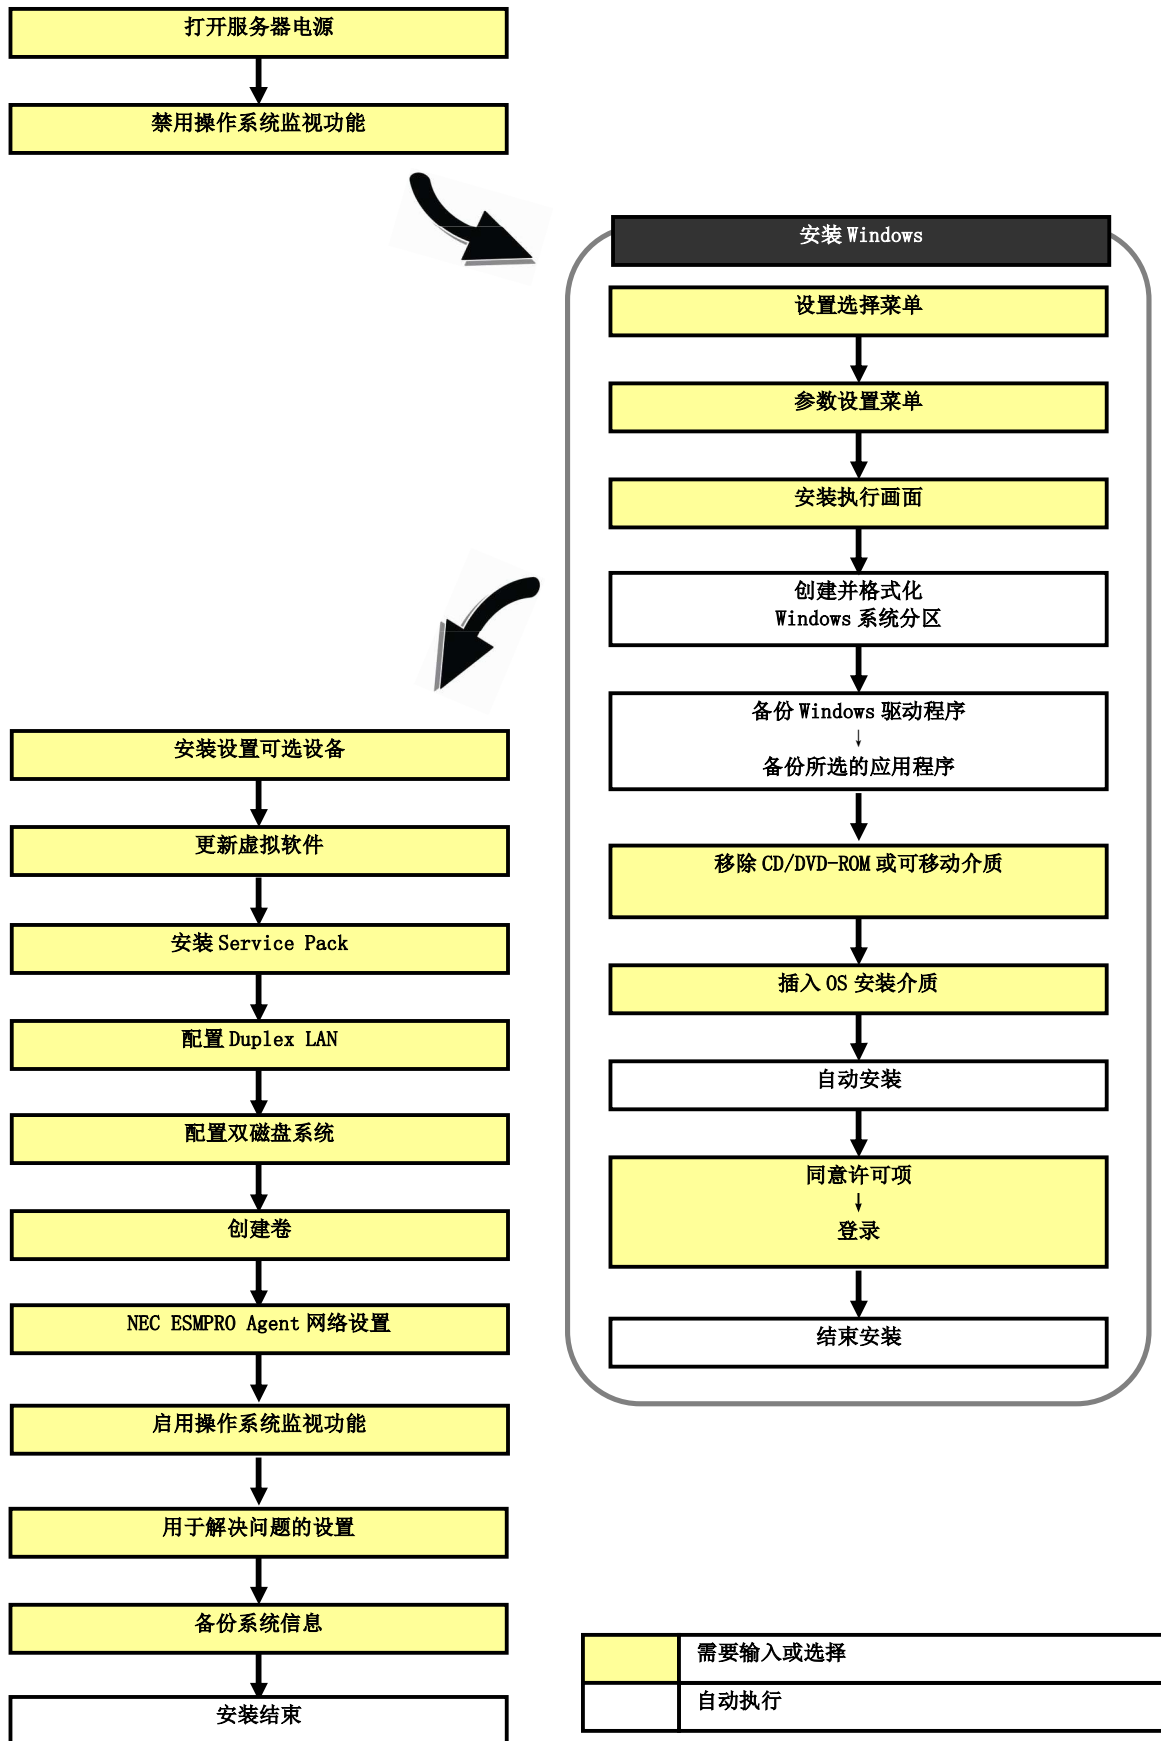 打开服务器电源
禁用操作系统监视功能
安装 Windows
设置选择菜单
参数设置菜单
安装执行画面
创建并格式化
Windows 系统分区
备份 Windows 驱动程序
↓
备份所选的应用程序
移除 CD/DVD-ROM 或可移动介质
插入 OS 安装介质
自动安装
同意许可项
↓
登录
结束安装
安装设置可选设备
更新虚拟软件
安装 Service Pack
配置 Duplex LAN
配置双磁盘系统
创建卷
NEC ESMPRO Agent 网络设置
启用操作系统监视功能
用于解决问题的设置
备份系统信息
安装结束
需要输入或选择
自动执行